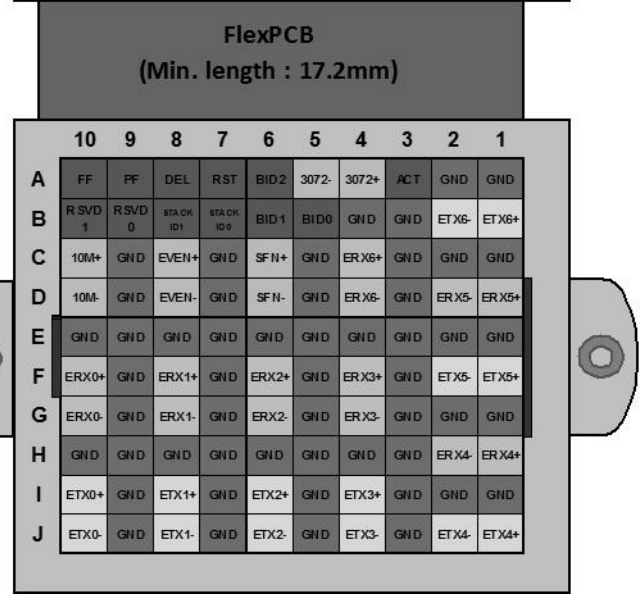 FlexPCB
(Min. length : 17.2mm)
10 9 8 7 6 5 4 3 2 1
A FF PF DEL RST BID2 3072- 3072+ ACT GND GND
B RSVD 1 RSVD 0 STACK ID1 STACK ID0 BID1 BID0 GND GND ETX6- ETX6+
C 10M+ GND EVEN+ GND SFN+ GND ERX6+ GND GND GND
D 10M- GND EVEN- GND SFN- GND ERX6- GND ERX5- ERX5+
E GND GND GND GND GND GND GND GND GND GND
F ERX0+ GND ERX1+ GND ERX2+ GND ERX3+ GND ETX5- ETX5+
G ERX0- GND ERX1- GND ERX2- GND ERX3- GND GND GND
H GND GND GND GND GND GND GND GND ERX4- ERX4+
I ETX0+ GND ETX1+ GND ETX2+ GND ETX3+ GND GND GND
J ETX0- GND ETX1- GND ETX2- GND ETX3- GND ETX4- ETX4+